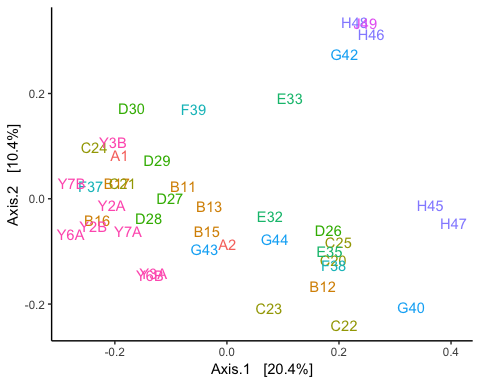 H48 J49
H46
G42
E33
D30 F39
Y3B
C24 A1
D29
Y7B F37 B17 C21 B11
D27
Y2A B13 H45
B16 D28
Y2B H47
E32
Y6A Y7A B15 D26
G43 A2 G44 C25
E35
C20
F38
Y3A
Y6B
B12
C23 G40
C22
0.2
0.0
-0.2
-0.2 0.0 0.2 0.4
Axis.1 [20.4%]
Axis.2 [10.4%]